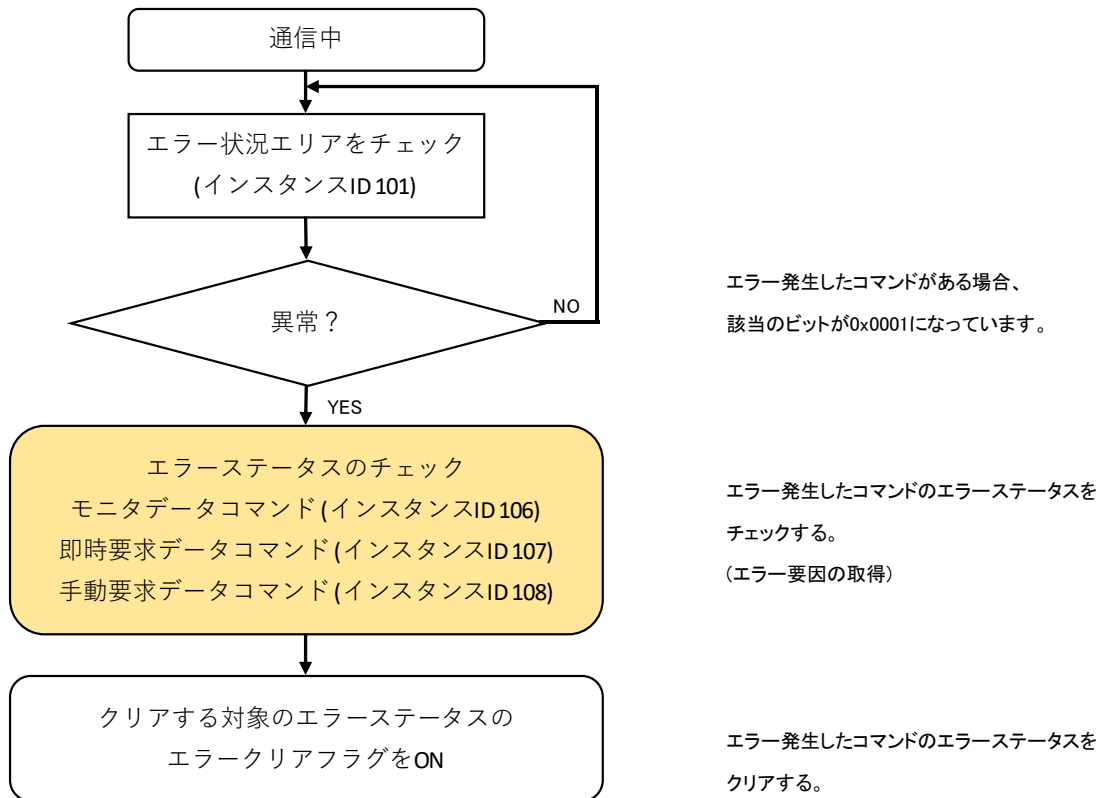 通信中
エラー状況エリアをチェック
(インスタンスID 101)
異常？
NO
エラー発生したコマンドがある場合、
該当のビットが0x0001になっています。
YES
エラーステータスのチェック
モニタデータコマンド (インスタンスID 106)
即時要求データコマンド (インスタンスID 107)
手動要求データコマンド (インスタンスID 108)
エラー発生したコマンドのエラーステータスを
チェックする。
(エラー要因の取得)
クリアする対象のエラーステータスの
エラークリアフラグをON
エラー発生したコマンドのエラーステータスを
クリアする。